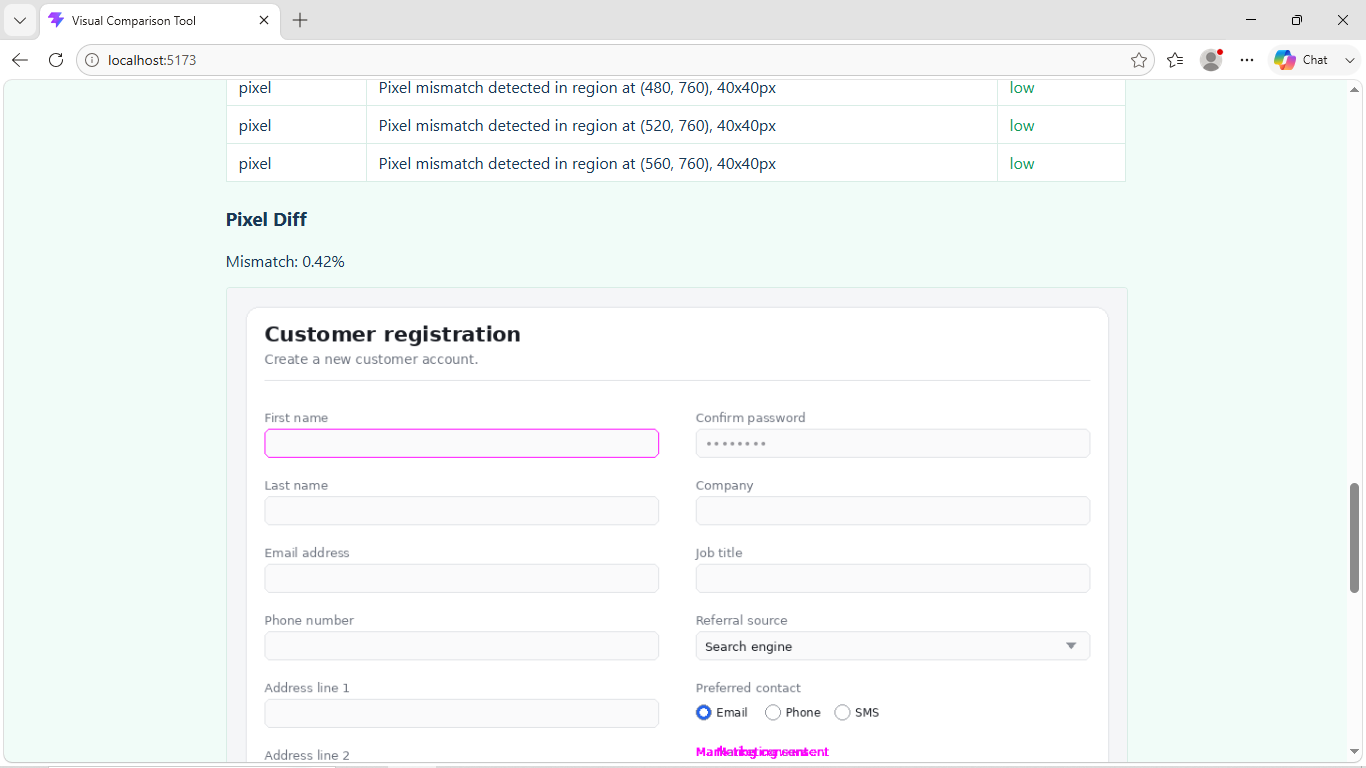 Visual Comparison Tool
localhost:5173
Chat
pixel Pixel mismatch detected in region at (480, 760), 40x40px low
pixel Pixel mismatch detected in region at (520, 760), 40x40px low
pixel Pixel mismatch detected in region at (560, 760), 40x40px low
Pixel Diff
Mismatch: 0.42%
Customer registration
Create a new customer account.
First name
Confirm password
Last name
Company
Email address
Job title
Phone number
Referral source
Search engine
Address line 1
Preferred contact
Email Phone SMS
Address line 2